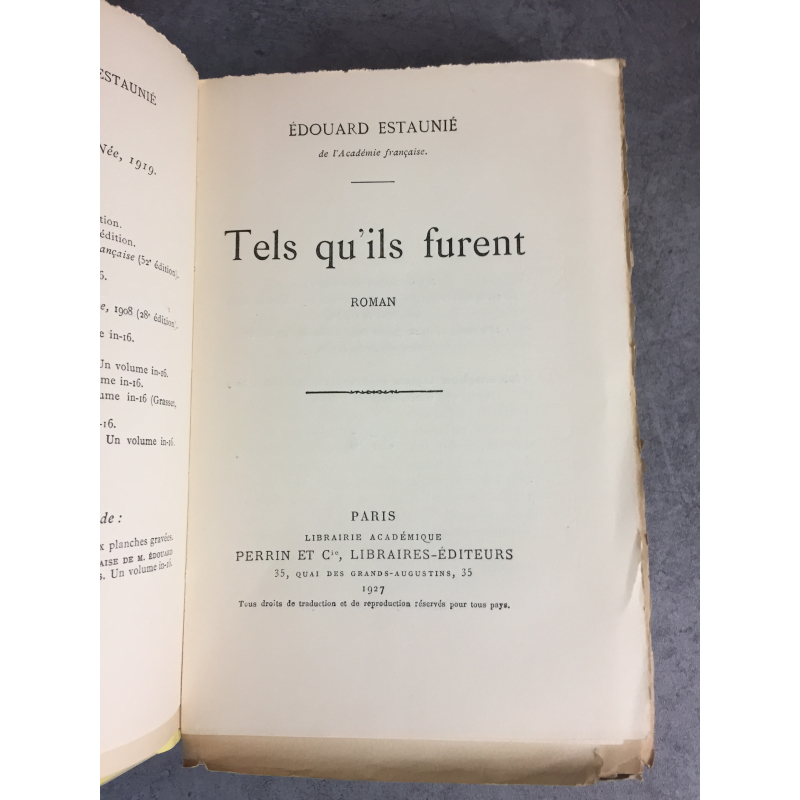 ESTAUNIÉ
Née, 1919.
tion.
édition.
ançaise (52e édition).
6.
e, 1908 (28e édition).
e in-16.
Un volume in-16.
me in-16.
ume in-16 (Grasset,
-16.
Un volume in-16.
de :
x planches gravées.
AISE DE M. ÉDOUARD
s. Un volume in-16.
ÉDOUARD ESTAUNIÉ
de l'Académie française.
Tels qu'ils furent
ROMAN
PARIS
LIBRAIRIE ACADÉMIQUE
PERRIN ET Cie, LIBRAIRES-ÉDITEURS
35, QUAI DES GRANDS-AUGUSTINS, 35
1927
Tous droits de traduction et de reproduction réservés pour tous pays.